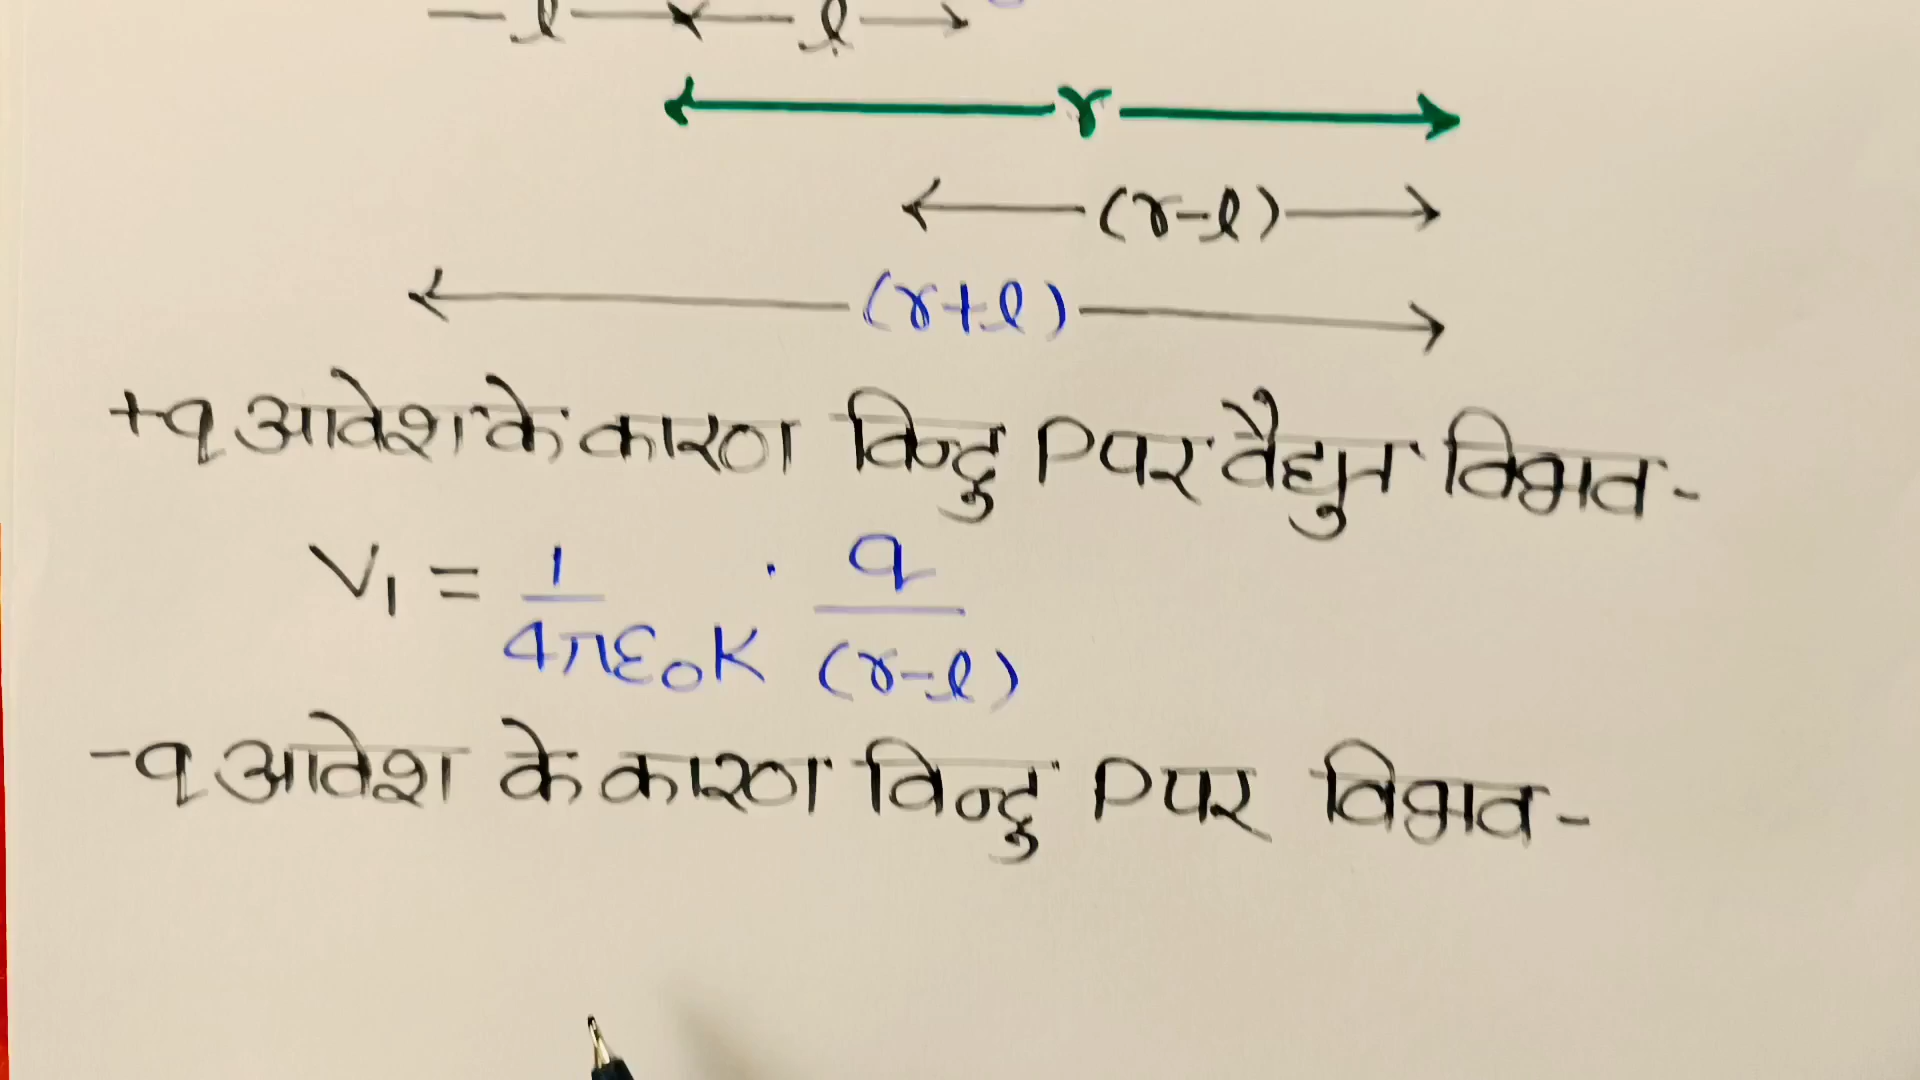 l l
r
(r-l)
(r+l)
+q आवेश के कारण विन्दु P पर वैद्युत विभव-
V₁ = 1/4πε₀K · q/(r-l)
-q आवेश के कारण विन्दु P पर विभव-